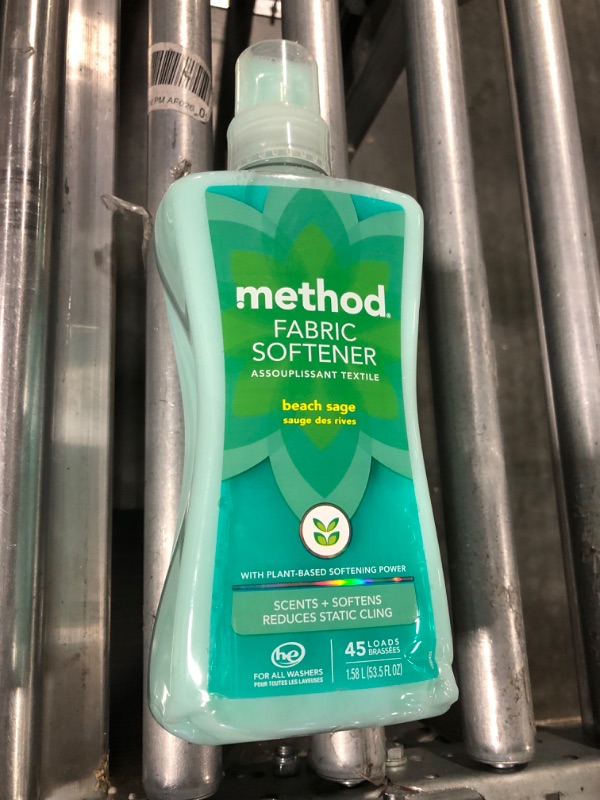 method
FABRIC
SOFTENER
ASSOUPLISSANT TEXTILE
beach sage
sauge des rives
WITH PLANT-BASED SOFTENING POWER
SCENTS + SOFTENS
REDUCES STATIC CLING
he
FOR ALL WASHERS
POUR TOUTES LES LAVEUSES
45 LOADS
BRASSÉES
1.58 L (53.5 FL OZ)